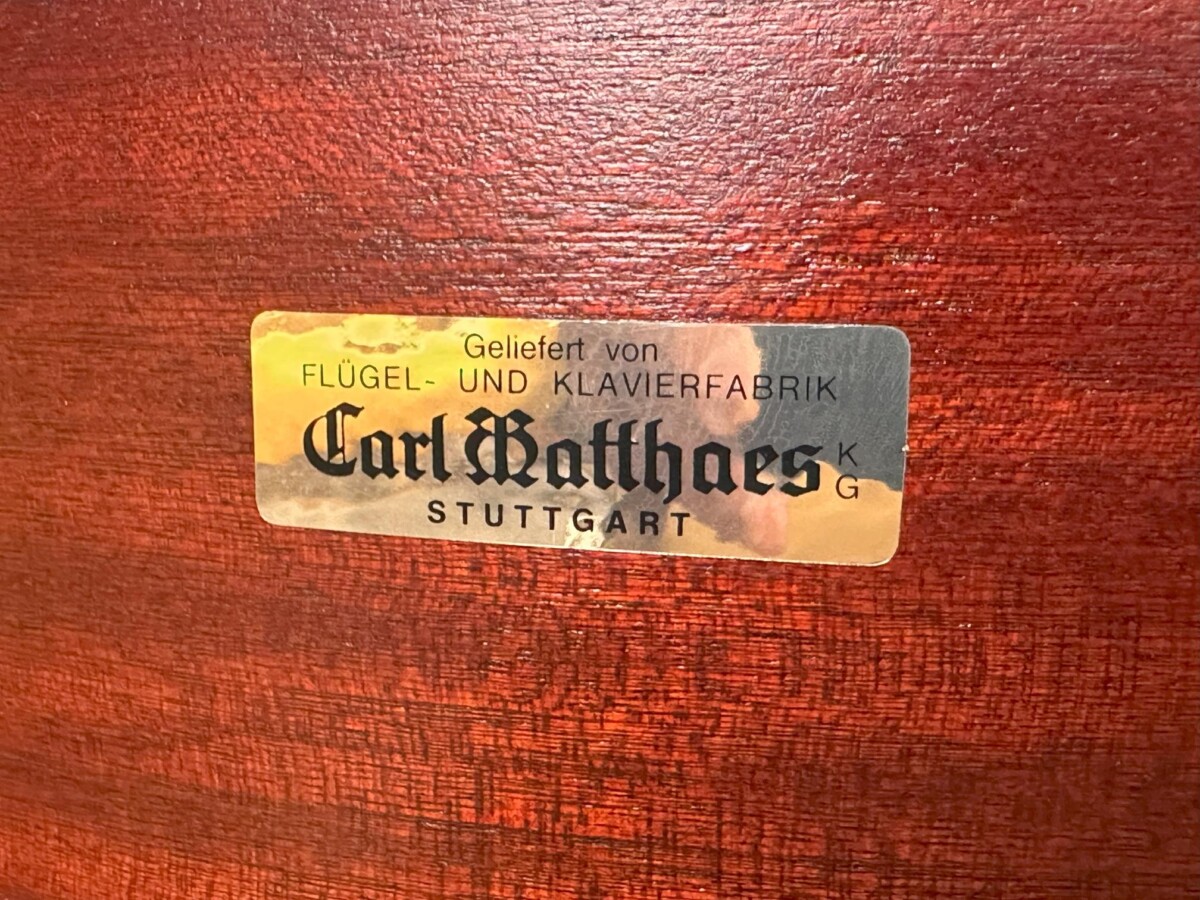 Geliefert von
FLÜGEL- UND KLAVIERFABRIK
Carl Matthaes KG
STUTTGART